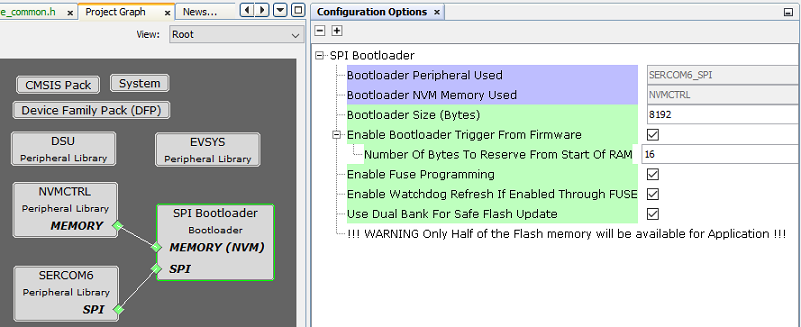 e_common.h x Project Graph x News...
View: Root
CMSIS Pack System
Device Family Pack (DFP)
DSU
Peripheral Library
EVSYS
Peripheral Library
NVMCTRL
Peripheral Library
MEMORY
SPI Bootloader
Bootloader
MEMORY (NVM)
SPI
SERCOM6
Peripheral Library
SPI
Configuration Options x
SPI Bootloader
Bootloader Peripheral Used SERCOM6_SPI
Bootloader NVM Memory Used NVMCTRL
Bootloader Size (Bytes) 8192
Enable Bootloader Trigger From Firmware
Number Of Bytes To Reserve From Start Of RAM 16
Enable Fuse Programming
Enable Watchdog Refresh If Enabled Through FUSE
Use Dual Bank For Safe Flash Update
!!! WARNING Only Half of the Flash memory will be available for Application !!!